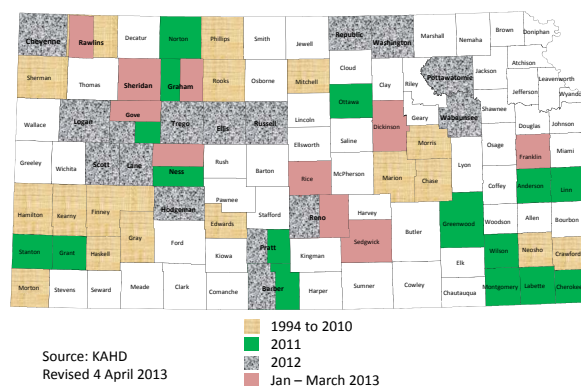 Cheyenne Rawlins Decatur Norton Phillips Smith Jewell Republic Washington Marshall Nemaha Brown Doniphan
Sherman Thomas Sheridan Graham Rooks Osborne Mitchell Cloud Clay Riley Pottawatomie Jackson Atchison Jefferson Leavenworth Wyando
Wallace Logan Gove Trego Ellis Russell Lincoln Ottawa Saline Dickinson Geary Wabaunsee Shawnee Douglas Johnson
Greeley Wichita Scott Lane Ness Rush Barton Ellsworth Rice McPherson Marion Morris Chase Lyon Osage Franklin Miami
Hamilton Kearny Finney Hodgeman Pawnee Edwards Stafford Reno Harvey Greenwood Coffey Anderson Linn
Stanton Grant Haskell Gray Ford Kiowa Pratt Kingman Sedgwick Butler Woodson Allen Bourbon
Morton Stevens Seward Meade Clark Comanche Barber Harper Sumner Cowley Elk Chautauqua Wilson Neosho Crawford
Montgomery Labette Cherokee
1994 to 2010
2011
2012
Jan – March 2013
Source: KAHD
Revised 4 April 2013